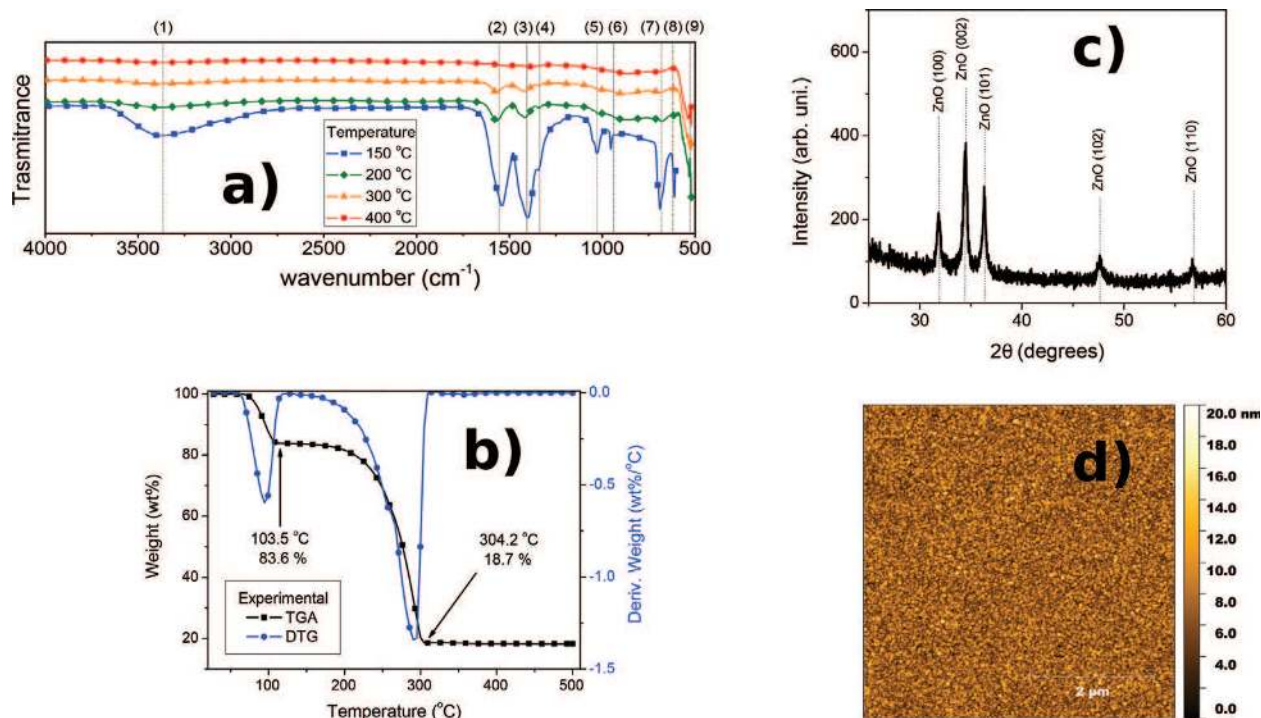 (1) (2) (3) (4) (5) (6) (7) (8) (9)
Trasmitrance
Temperature
150 °C
200 °C
300 °C
400 °C
a)
4000 3500 3000 2500 2000 1500 1000 500
wavenumber (cm⁻¹)
c)
600
400
200
0
Intensity (arb. uni.)
ZnO (100)
ZnO (002)
ZnO (101)
ZnO (102)
ZnO (110)
30 40 50 60
2θ (degrees)
b)
100
80
60
40
20
Weight (wt%)
0.0
-0.5
-1.0
-1.5
Deriv. Weight (wt%/°C)
103.5 °C
83.6 %
304.2 °C
18.7 %
Experimental
TGA
DTG
100 200 300 400 500
Temperature (°C)
d)
2 µm
20.0 nm
18.0
16.0
14.0
12.0
10.0
8.0
6.0
4.0
2.0
0.0